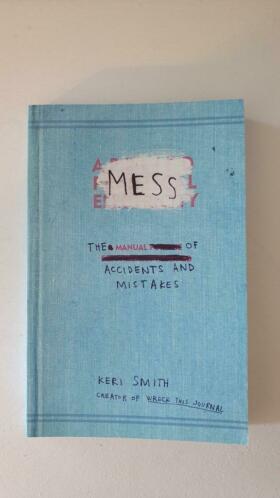 MESS
THE MANUAL OF
ACCIDENTS AND
MISTAKES
KERI SMITH
CREATOR OF WRECK THIS JOURNAL